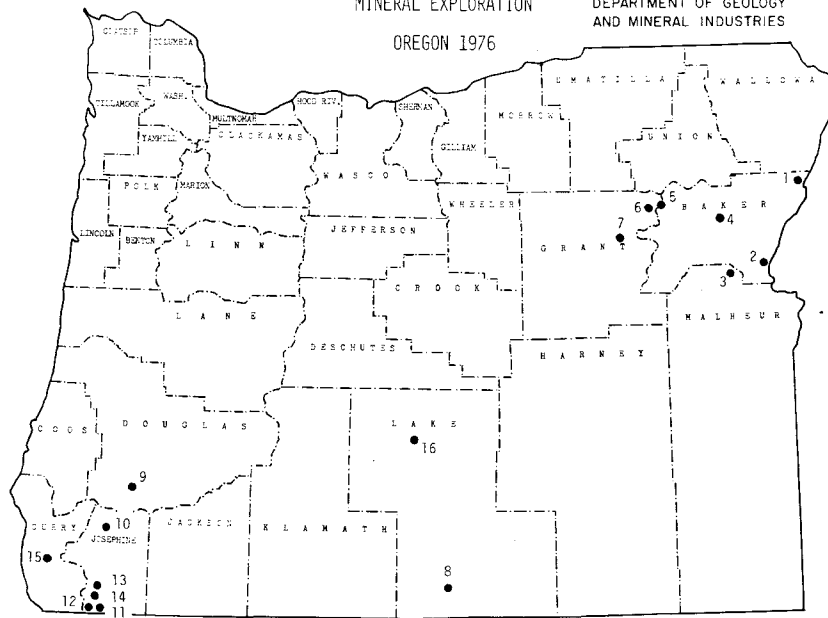 MINERAL EXPLORATION
OREGON 1976
DEPARTMENT OF GEOLOGY
AND MINERAL INDUSTRIES
CLATSOP
COLUMBIA
TILLAMOOK
WASH.
MULTNOMAH
HOOD RIV.
SHERMAN
UMATILLA
WALLOWA
MORROW
UNION
YAMHILL
CLACKAMAS
GILLIAM
WASCO
POLK
MARION
WHEELER
1
6
5
BAKER
4
LINCOLN
BENTON
LINN
JEFFERSON
7
GRANT
2
3
CROOK
LANE
MALHEUR
DESCHUTES
HARNEY
COOS
DOUGLAS
LAKE
16
9
CURRY
10
JOSEPHINE
JACKSON
KLAMATH
15
13
8
14
12
11